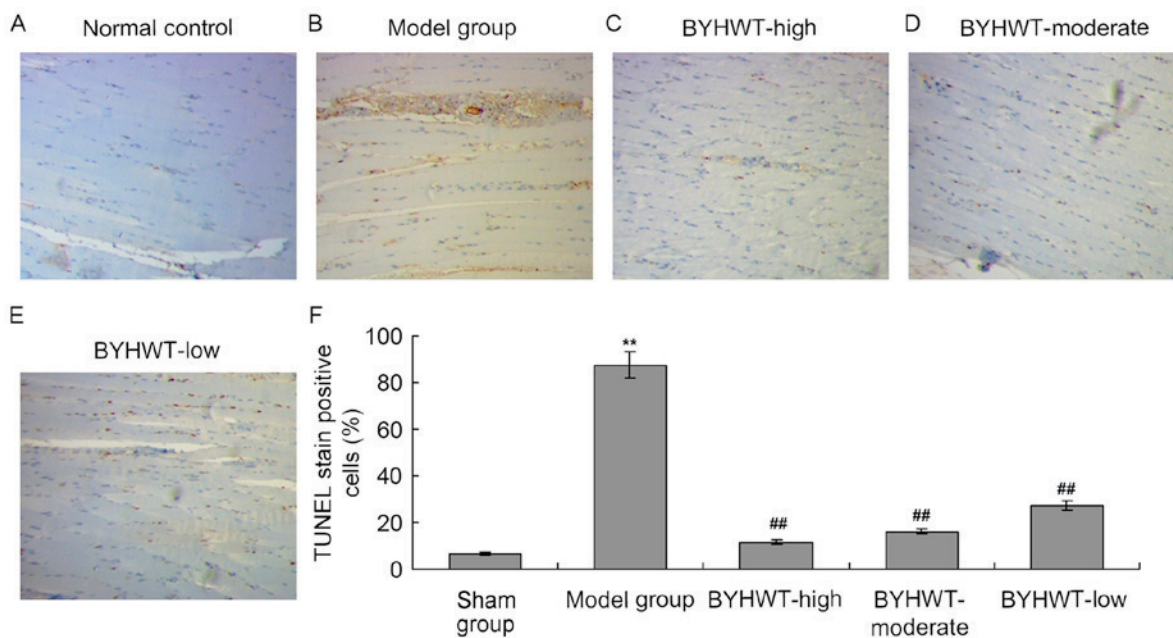 A
Normal control
B
Model group
C
BYHWT-high
D
BYHWT-moderate
E
BYHWT-low
F
TUNEL stain positive
cells (%)
100
80
60
40
20
0
**
##
##
##
Sham
group
Model group
BYHWT-high
BYHWT-
moderate
BYHWT-low